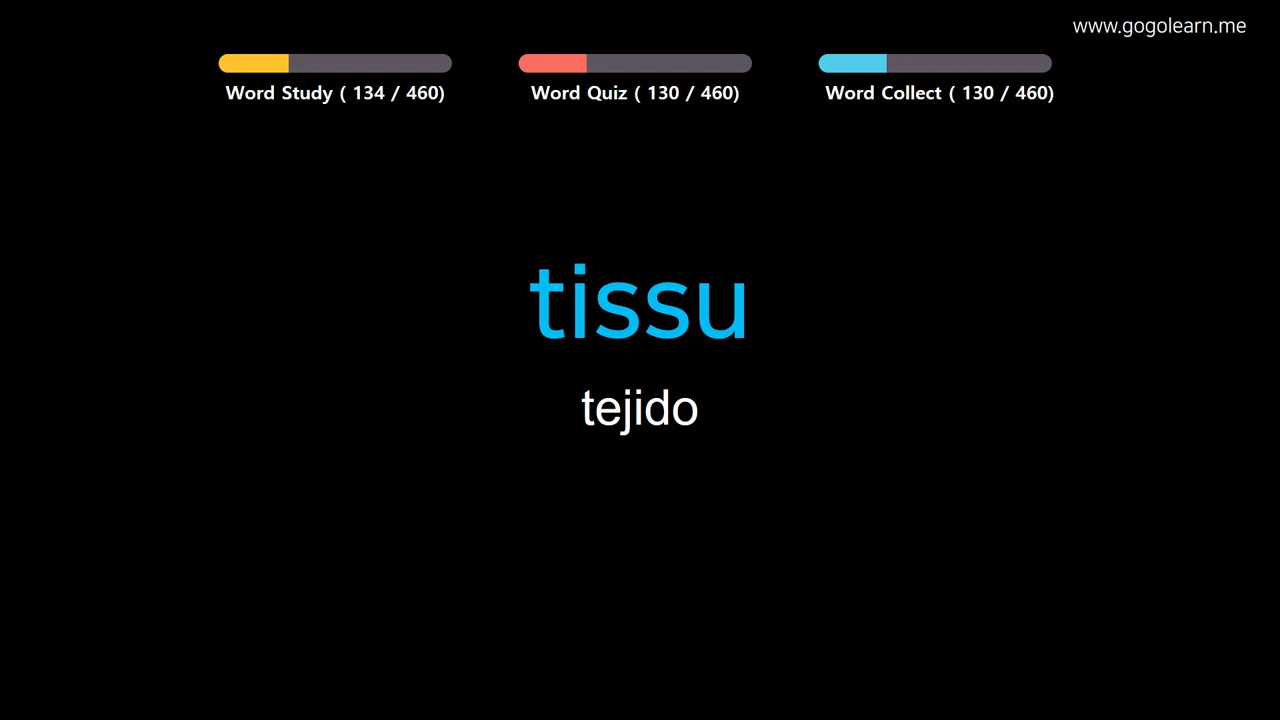 www.gogolearn.me
Word Study ( 134 / 460)
Word Quiz ( 130 / 460)
Word Collect ( 130 / 460)
tissu
tejido